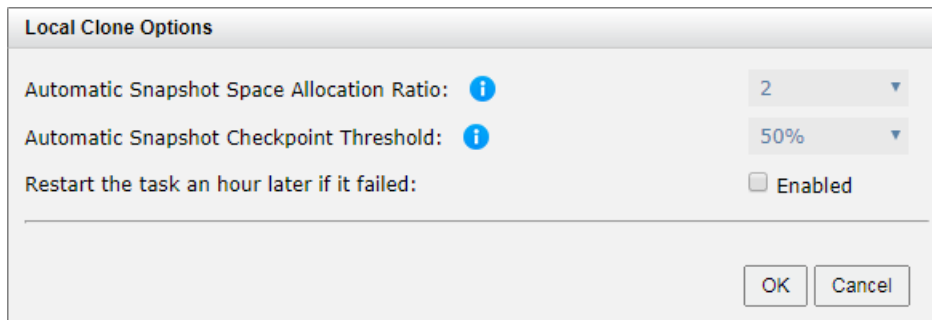 Local Clone Options
Automatic Snapshot Space Allocation Ratio: 2
Automatic Snapshot Checkpoint Threshold: 50%
Restart the task an hour later if it failed: Enabled
OK Cancel